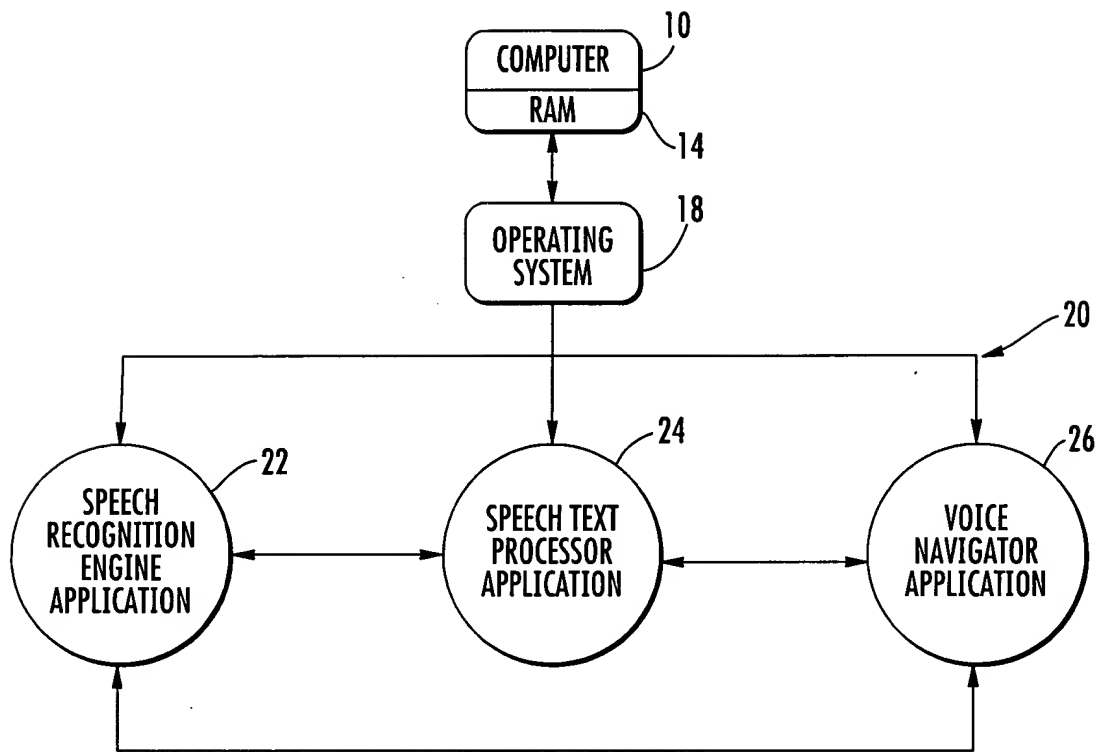 COMPUTER
10
RAM
14
OPERATING
SYSTEM
18
20
SPEECH
RECOGNITION
ENGINE
APPLICATION
22
SPEECH TEXT
PROCESSOR
APPLICATION
24
VOICE
NAVIGATOR
APPLICATION
26